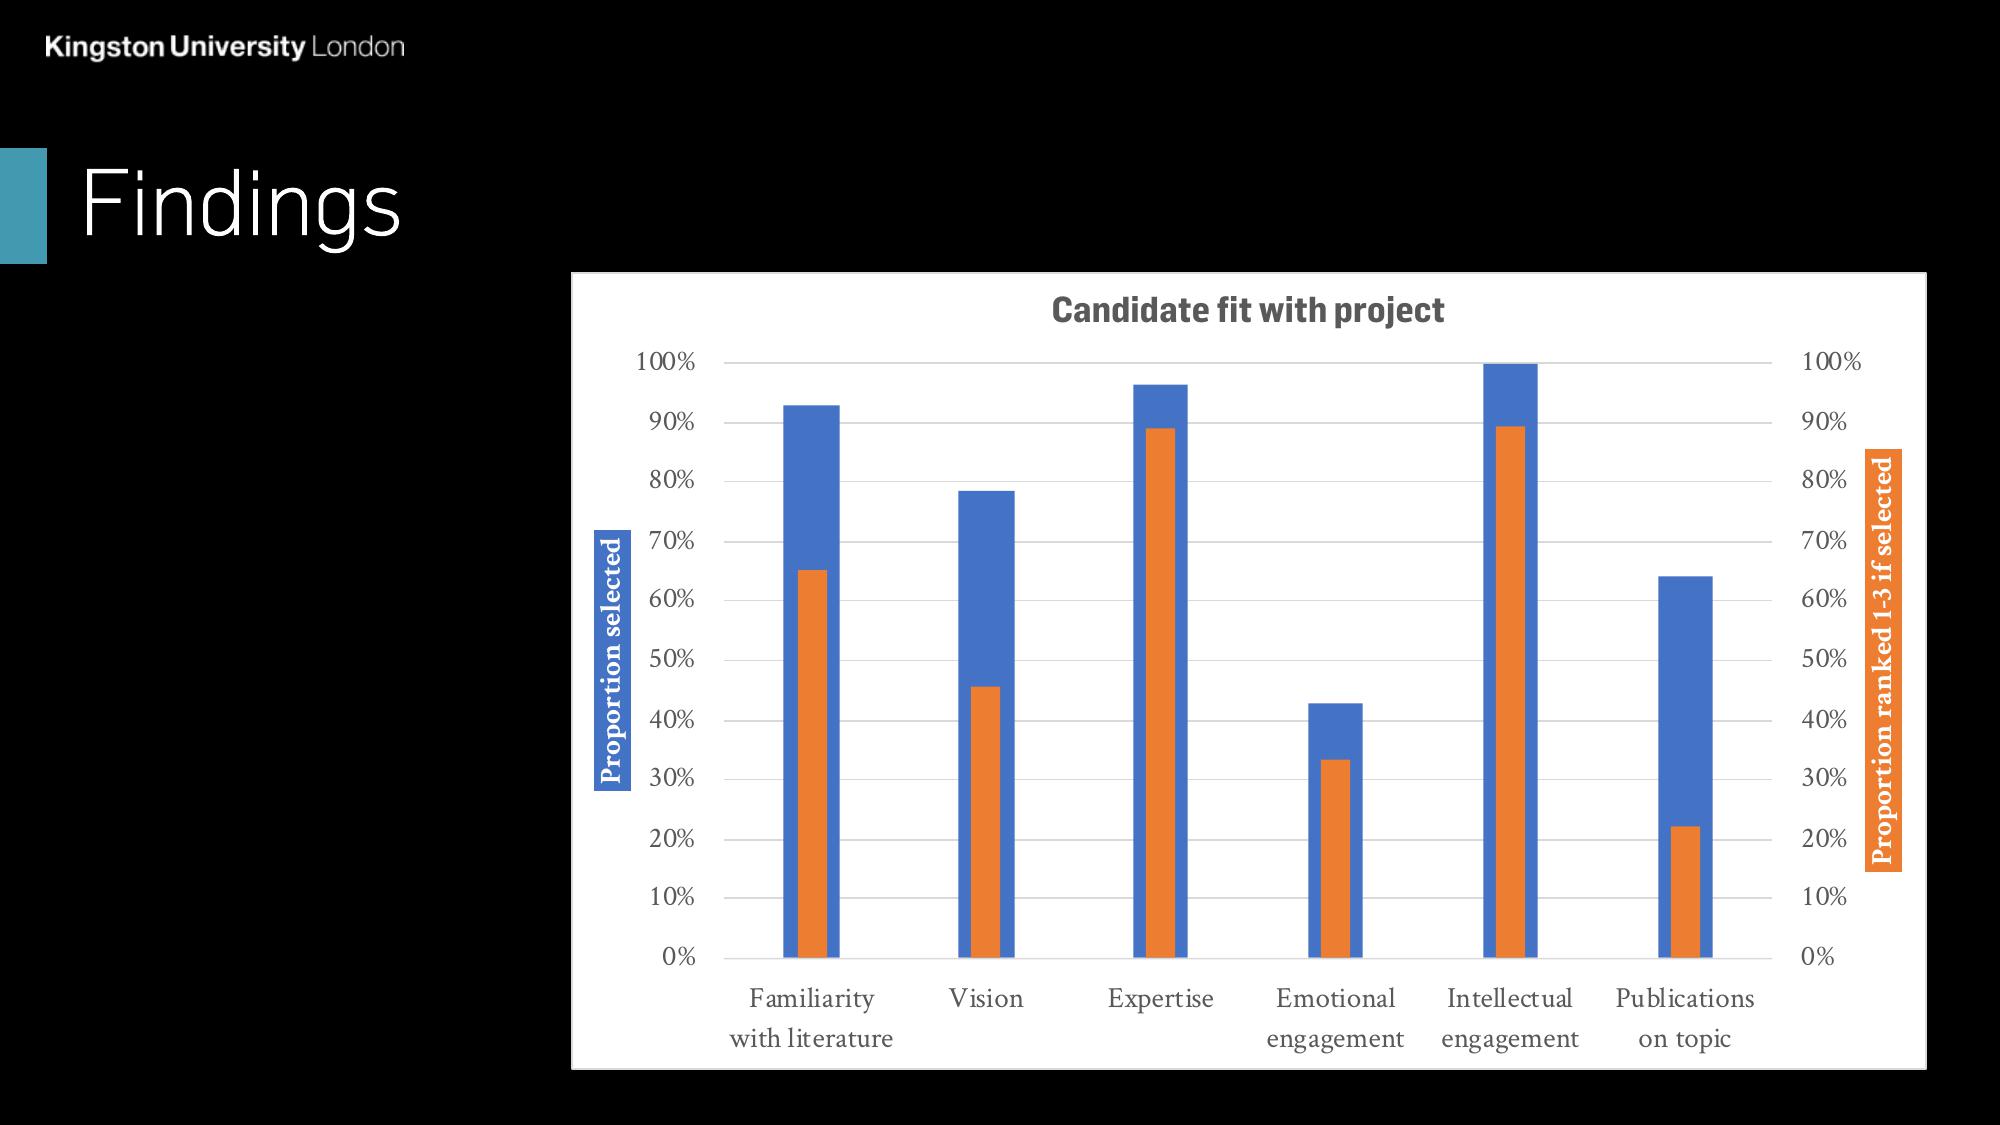 Kingston University London
Findings
Candidate fit with project
100%
90%
80%
70%
60%
50%
40%
30%
20%
10%
0%
Proportion selected
100%
90%
80%
70%
60%
50%
40%
30%
20%
10%
0%
Proportion ranked 1-3 if selected
Familiarity
with literature
Vision
Expertise
Emotional
engagement
Intellectual
engagement
Publications
on topic